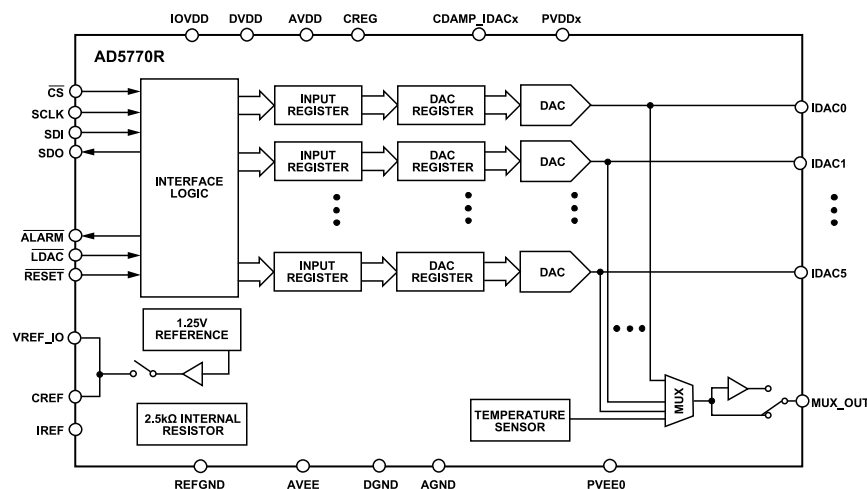 IOVDD DVDD AVDD CREG CDAMP_IDACx PVDDx
AD5770R
CS
SCLK
SDI
SDO
ALARM
LDAC
RESET
INTERFACE
LOGIC
INPUT
REGISTER
DAC
REGISTER
DAC
IDAC0
INPUT
REGISTER
DAC
REGISTER
DAC
IDAC1
INPUT
REGISTER
DAC
REGISTER
DAC
IDAC5
VREF_IO
CREF
IREF
1.25V
REFERENCE
2.5kΩ INTERNAL
RESISTOR
TEMPERATURE
SENSOR
MUX
MUX_OUT
REFGND AVEE DGND AGND PVEE0